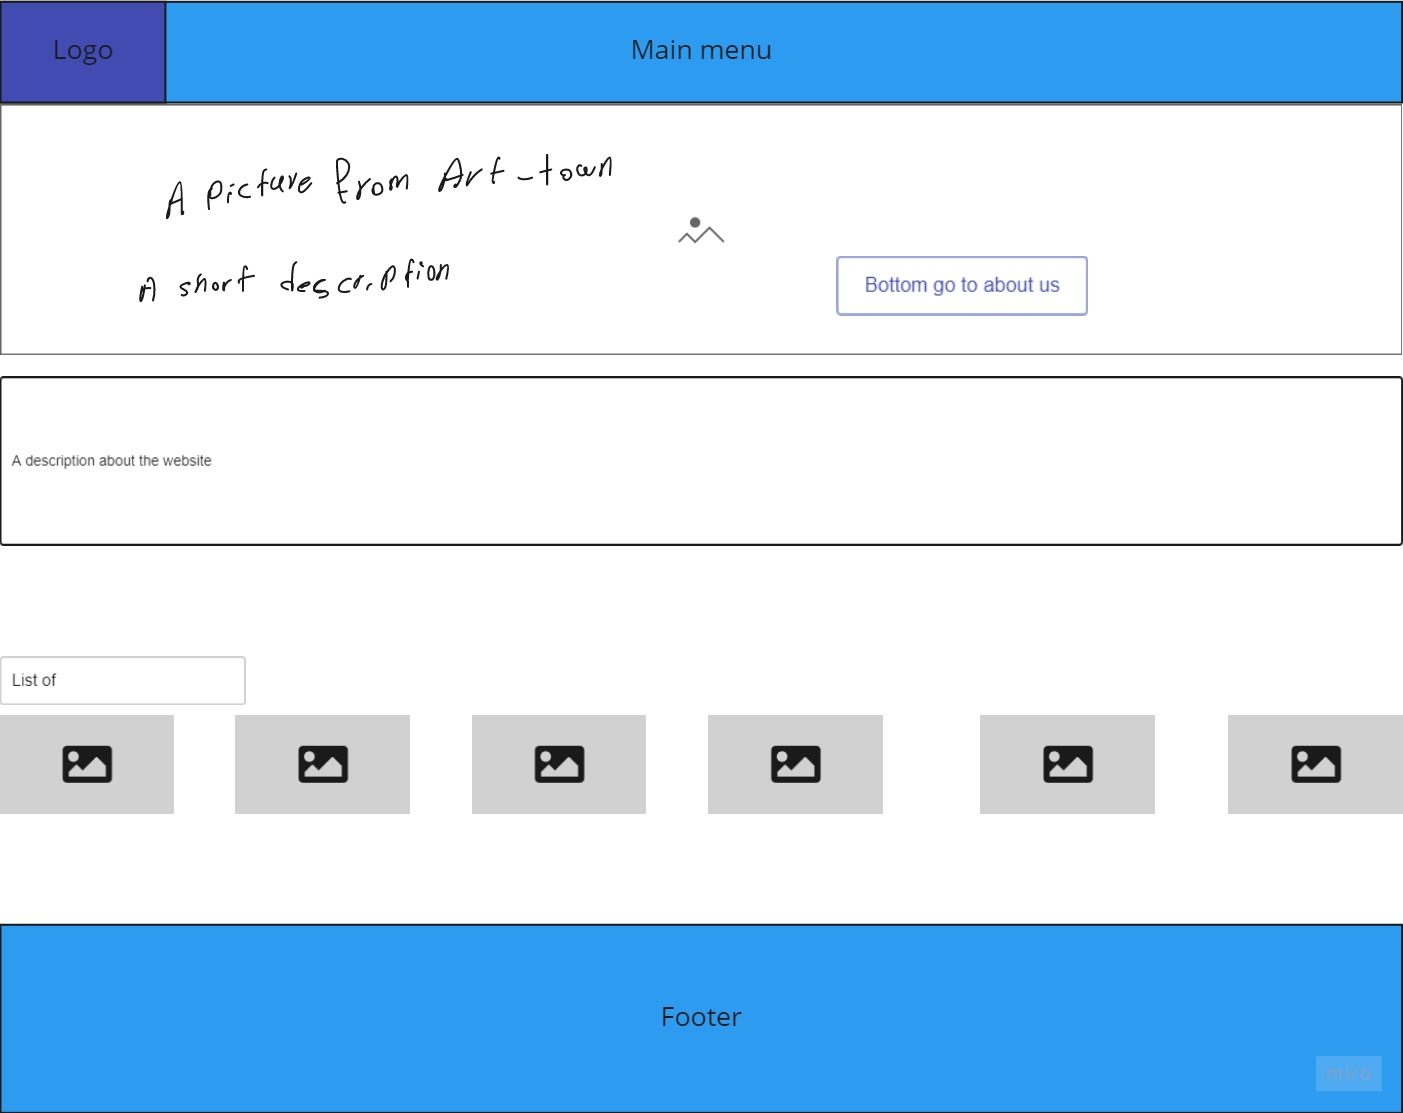 Logo
Main menu
A picture from Art-town
A short description
Bottom go to about us
A description about the website
List of
Footer
miro